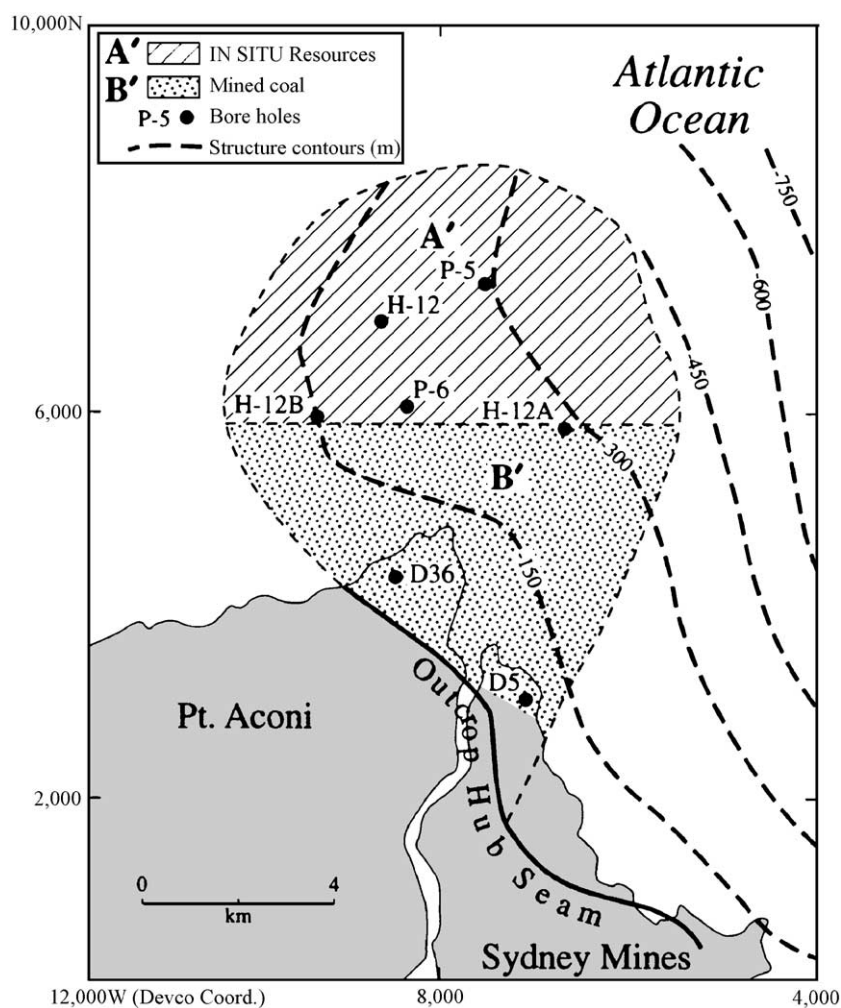 10,000N
A′ IN SITU Resources
B′ Mined coal
P-5 Bore holes
Structure contours (m)
Atlantic
Ocean
-750
A′
P-5
-600
H-12
-450
6,000
H-12B
P-6
H-12A
300
B′
150
D36
D5
Outcrop Hub Seam
Pt. Aconi
2,000
0 4
km
Sydney Mines
12,000W (Devco Coord.) 8,000 4,000